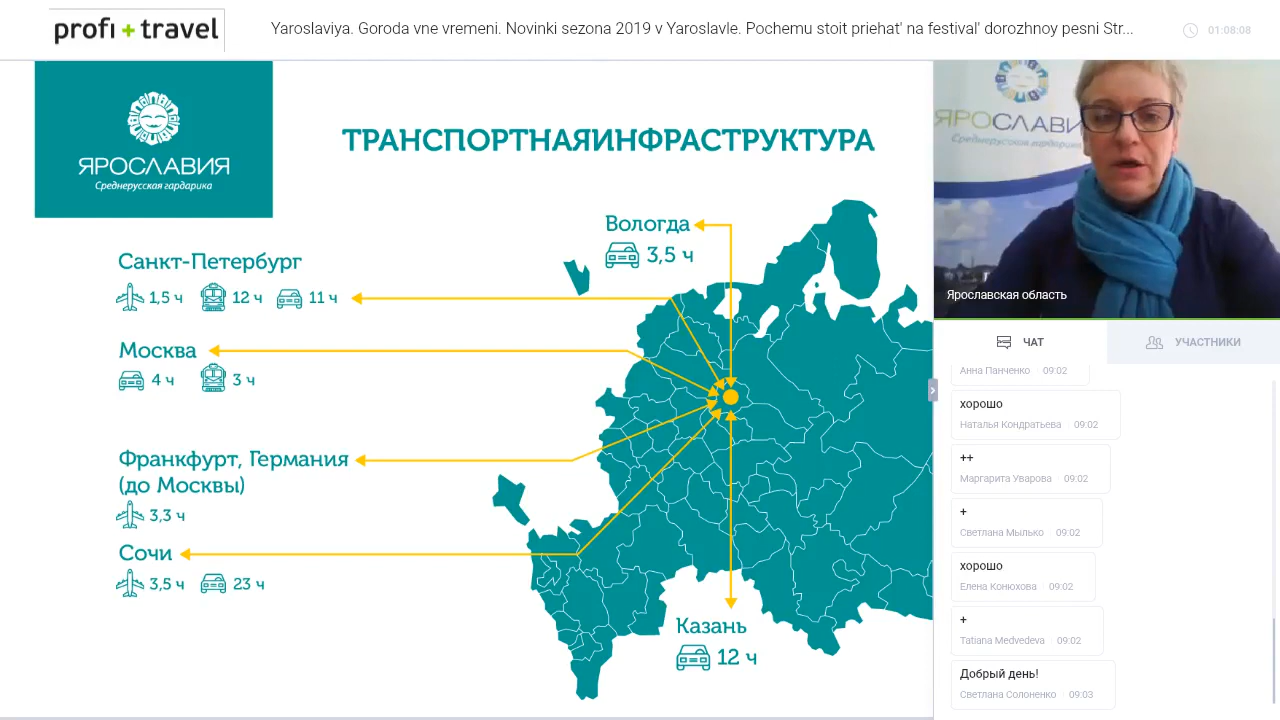 profi + travel
Yaroslaviya. Goroda vne vremeni. Novinki sezona 2019 v Yaroslavle. Pochemu stoit priehat' na festival' dorozhnoy pesni Str...
01:08:08
ЯРОСЛАВИЯ
Среднерусская гардарика
ТРАНСПОРТНАЯИНФРАСТРУКТУРА
Вологда
3,5 ч
Санкт-Петербург
1,5 ч 12 ч 11 ч
Москва
4 ч 3 ч
Франкфурт, Германия
(до Москвы)
3,3 ч
Сочи
3,5 ч 23 ч
Казань
12 ч
ЯРОСЛАВИ
Среднерусская гардарика
Ярославская область
ЧАТ
УЧАСТНИКИ
Анна Панченко · 09:02
хорошо
Наталья Кондратьева · 09:02
++
Маргарита Уварова · 09:02
+
Светлана Мылько · 09:02
хорошо
Елена Конюхова · 09:02
+
Tatiana Medvedeva · 09:02
Добрый день!
Светлана Солоненко · 09:03